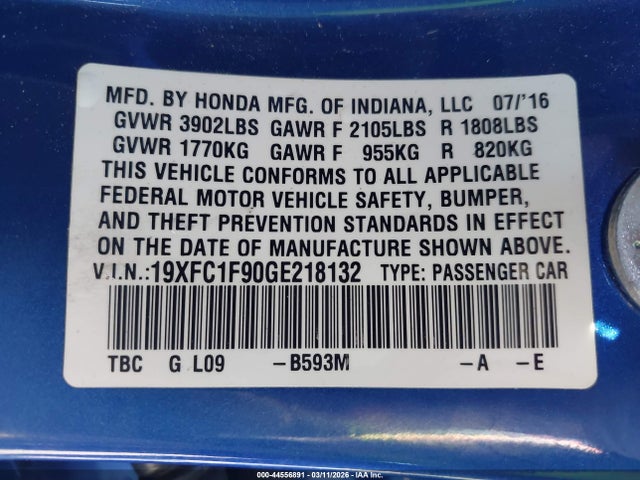 MFD. BY HONDA MFG. OF INDIANA, LLC 07/'16
GVWR 3902LBS GAWR F 2105LBS R 1808LBS
GVWR 1770KG GAWR F 955KG R 820KG
THIS VEHICLE CONFORMS TO ALL APPLICABLE
FEDERAL MOTOR VEHICLE SAFETY, BUMPER,
AND THEFT PREVENTION STANDARDS IN EFFECT
ON THE DATE OF MANUFACTURE SHOWN ABOVE.
V.I.N.:19XFC1F90GE218132 TYPE: PASSENGER CAR
TBC G L09 -B593M -A -E
000-44556891 - 03/11/2026 - IAA Inc.